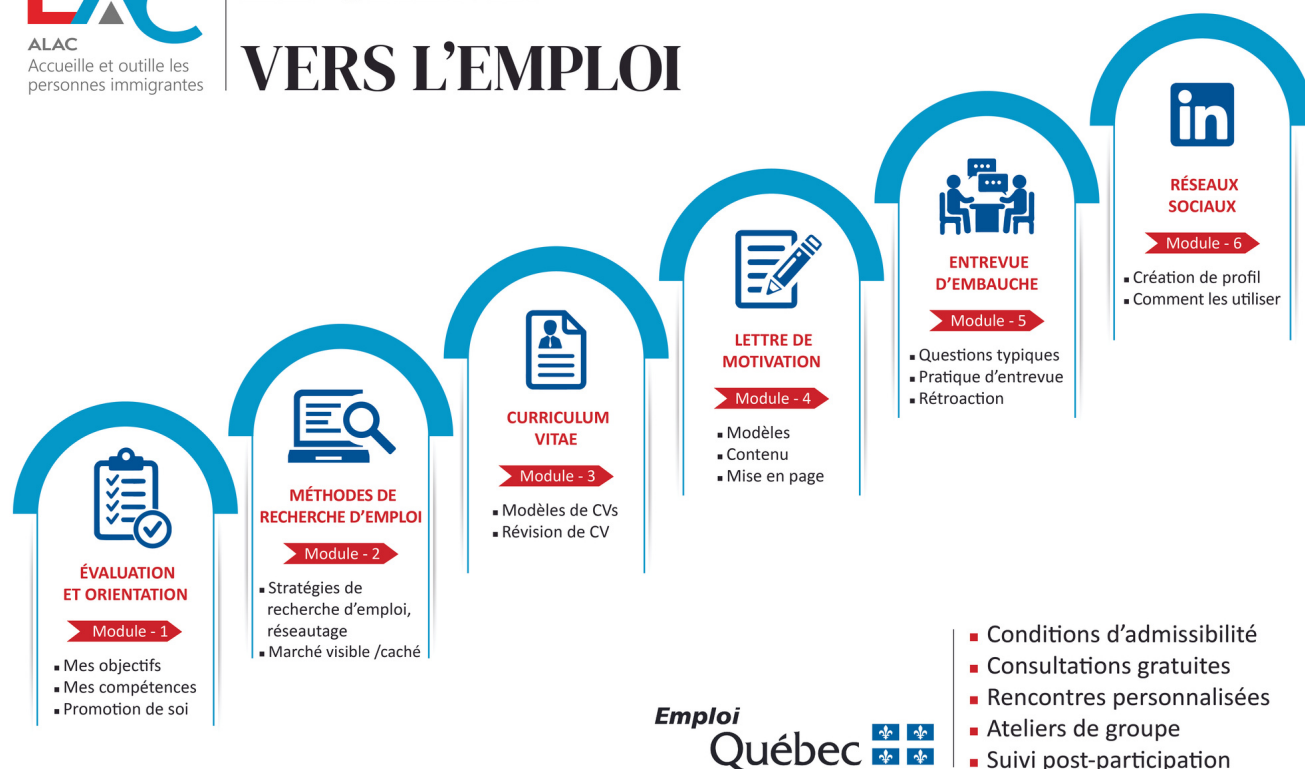 ALAC
Accueille et outille les
personnes immigrantes
VERS L’EMPLOI
ÉVALUATION
ET ORIENTATION
Module - 1
▪ Mes objectifs
▪ Mes compétences
▪ Promotion de soi
MÉTHODES DE
RECHERCHE D’EMPLOI
Module - 2
▪ Stratégies de
recherche d’emploi,
réseautage
▪ Marché visible /caché
CURRICULUM
VITAE
Module - 3
▪ Modèles de CVs
▪ Révision de CV
LETTRE DE
MOTIVATION
Module - 4
▪ Modèles
▪ Contenu
▪ Mise en page
ENTREVUE
D’EMBAUCHE
Module - 5
▪ Questions typiques
▪ Pratique d’entrevue
▪ Rétroaction
in
RÉSEAUX
SOCIAUX
Module - 6
▪ Création de profil
▪ Comment les utiliser
Emploi
Québec
▪ Conditions d’admissibilité
▪ Consultations gratuites
▪ Rencontres personnalisées
▪ Ateliers de groupe
▪ Suivi post-participation